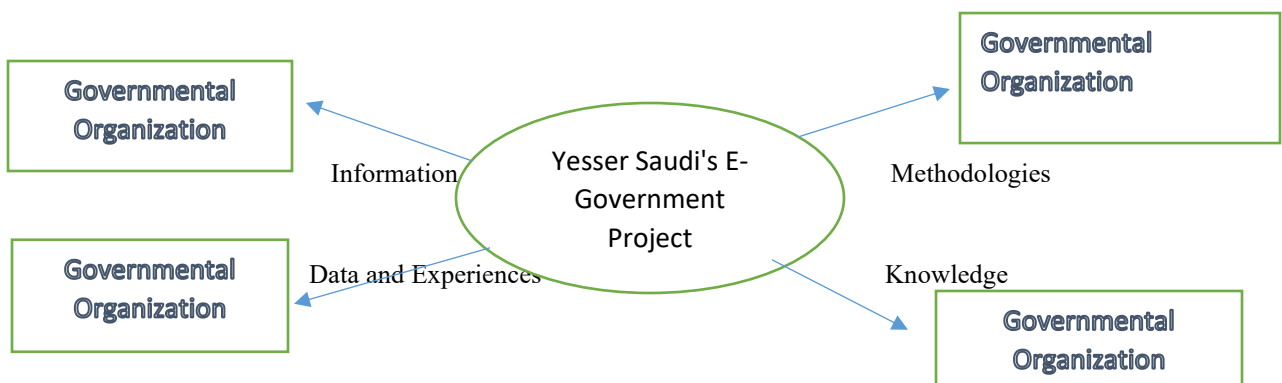 Governmental
Organization
Governmental
Organization
Information
Yesser Saudi's E-
Government
Project
Methodologies
Governmental
Organization
Data and Experiences
Knowledge
Governmental
Organization